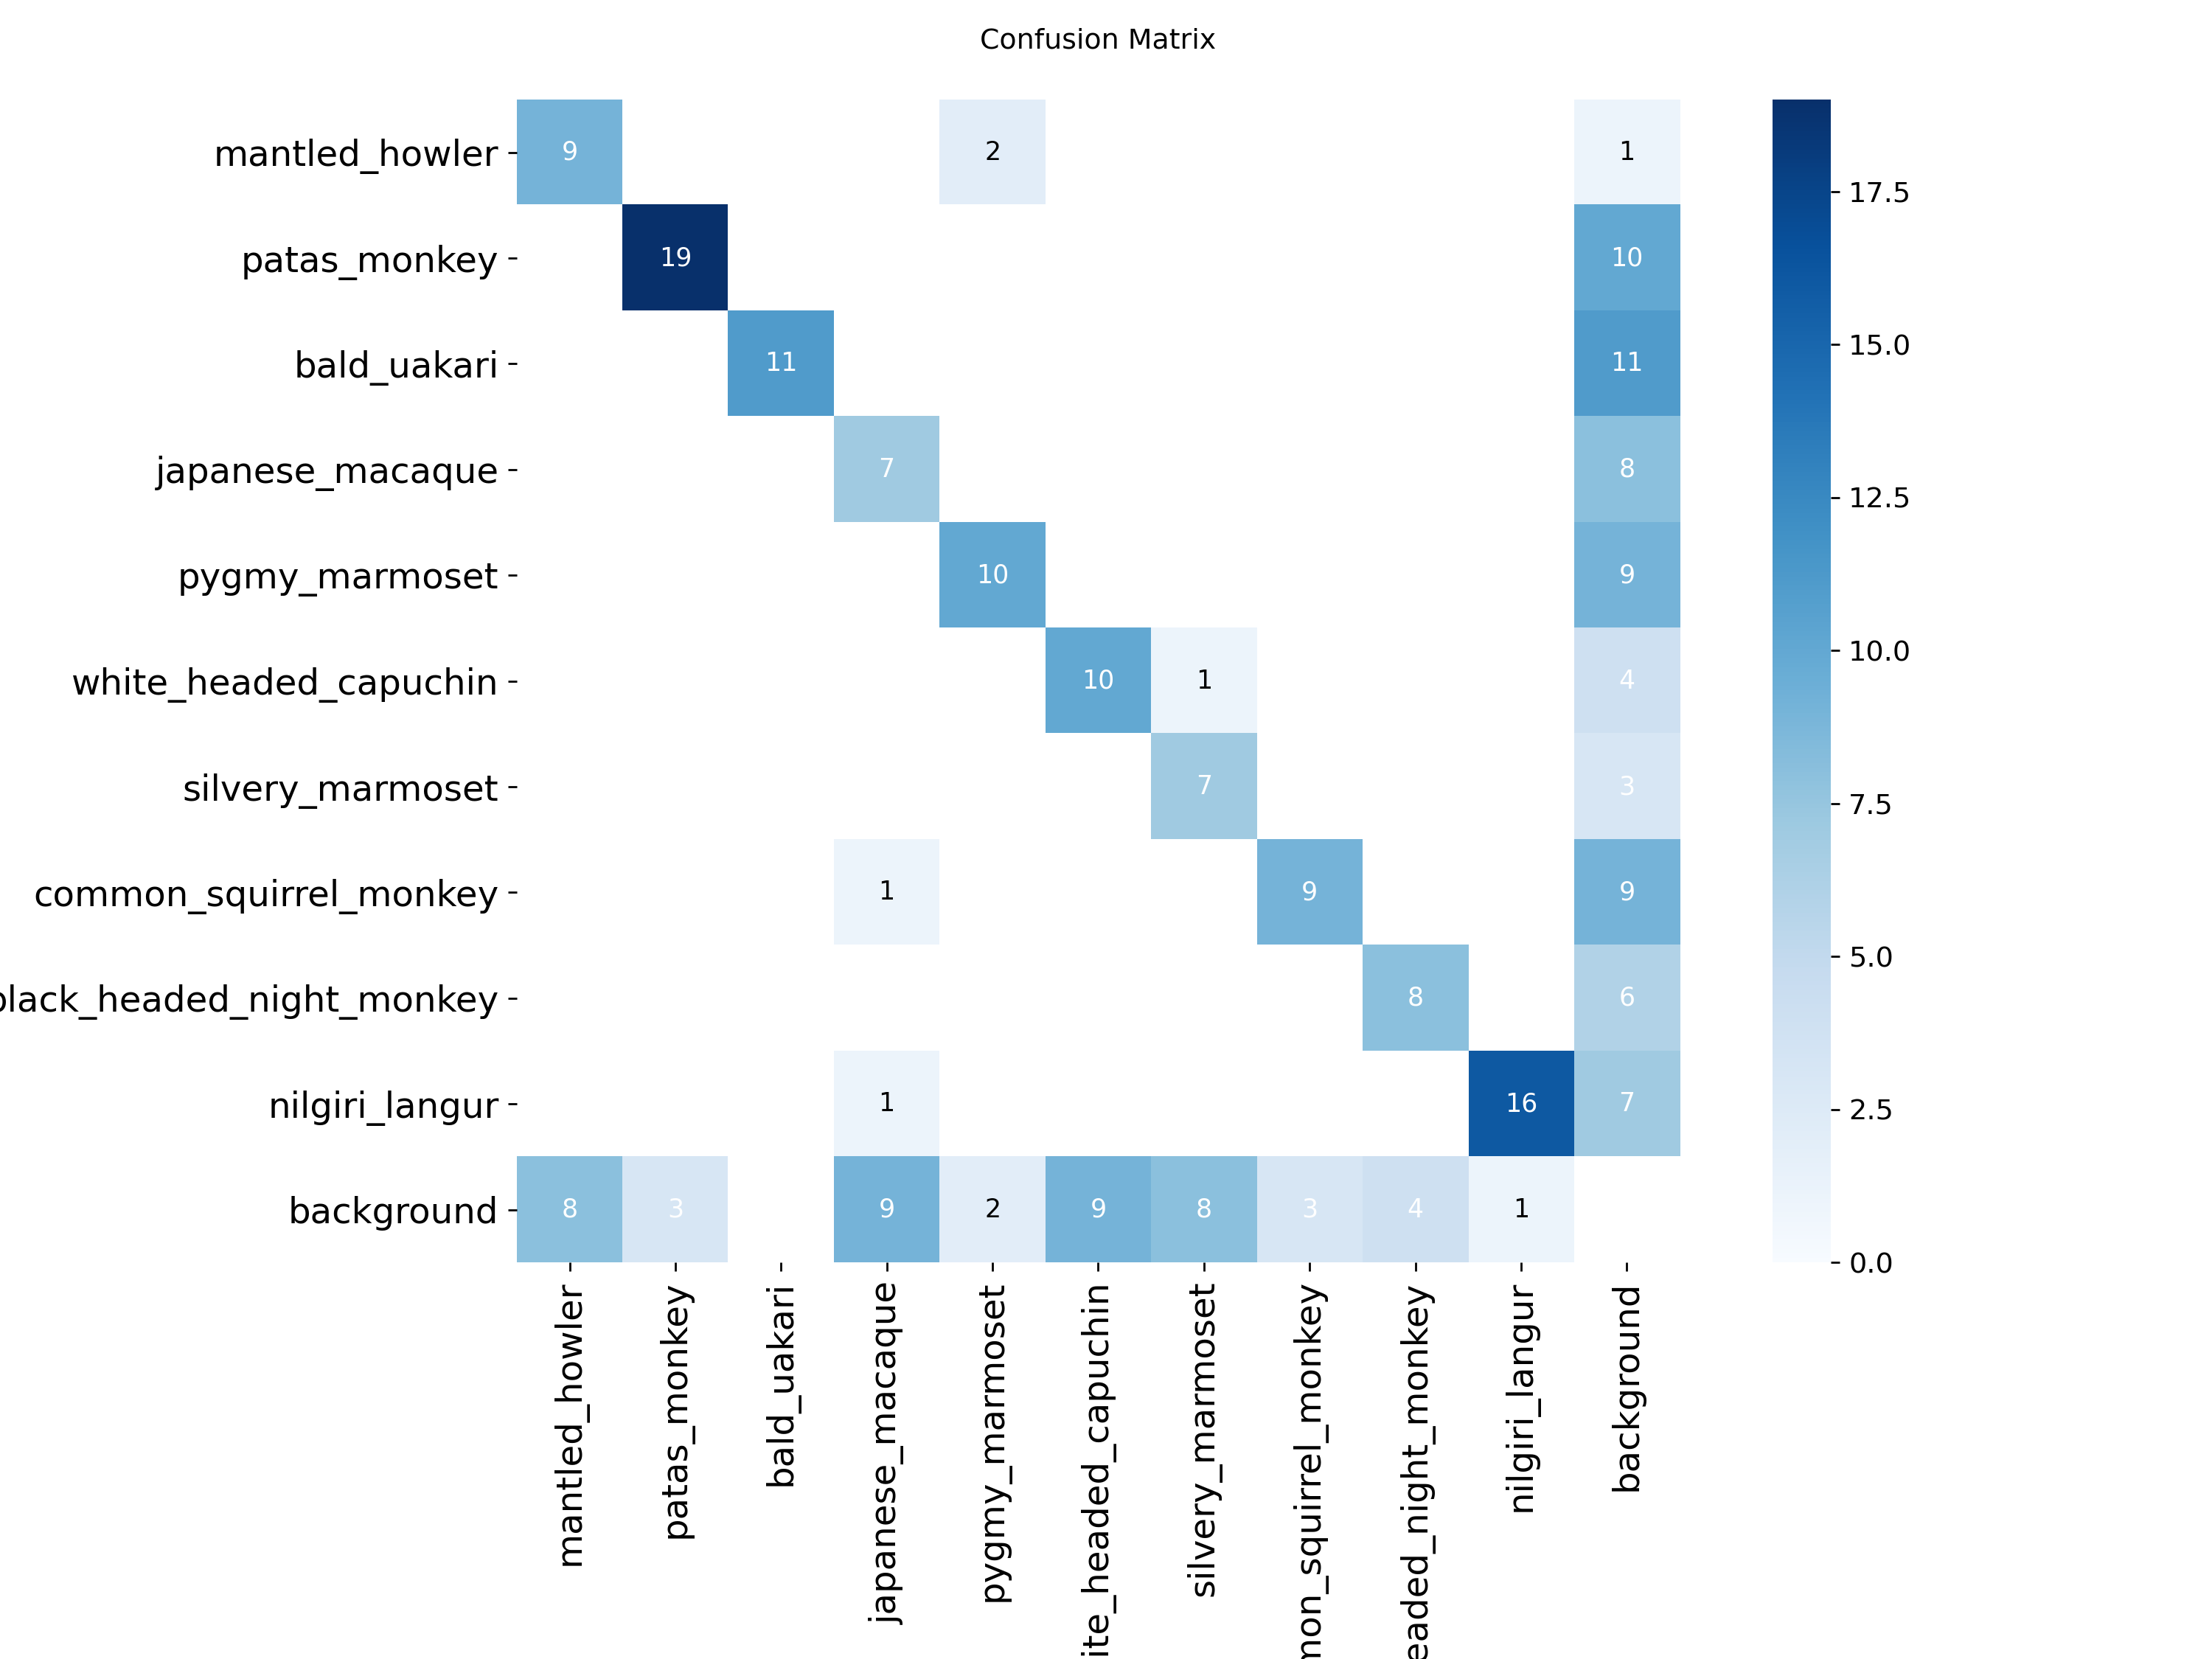 Confusion Matrix
mantled_howler 9 2 1
patas_monkey 19 10
bald_uakari 11 11
japanese_macaque 7 8
pygmy_marmoset 10 9
white_headed_capuchin 10 1 4
silvery_marmoset 7 3
common_squirrel_monkey 1 9 9
black_headed_night_monkey 8 6
nilgiri_langur 1 16 7
background 8 3 9 2 9 8 3 4 1
mantled_howler
patas_monkey
bald_uakari
japanese_macaque
pygmy_marmoset
ite_headed_capuchin
silvery_marmoset
mon_squirrel_monkey
eaded_night_monkey
nilgiri_langur
background
17.5
15.0
12.5
10.0
7.5
5.0
2.5
0.0